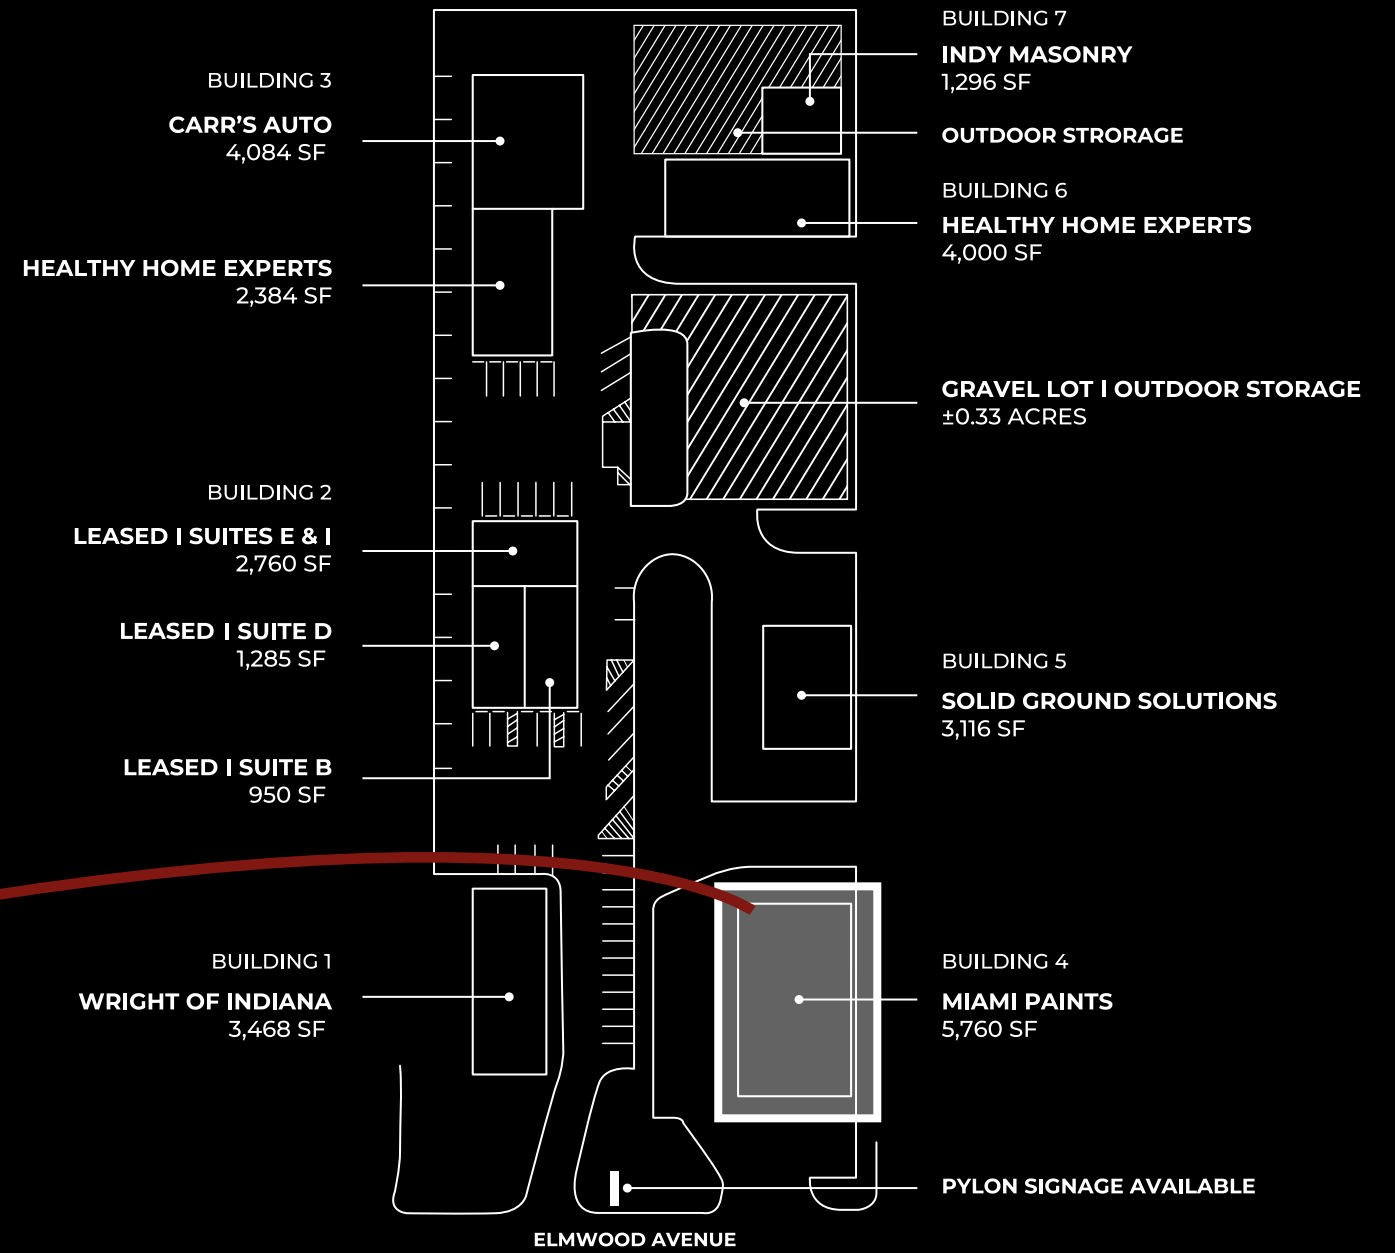 BUILDING 3
CARR'S AUTO
4,084 SF
HEALTHY HOME EXPERTS
2,384 SF
BUILDING 2
LEASED | SUITES E & I
2,760 SF
LEASED | SUITE D
1,285 SF
LEASED | SUITE B
950 SF
BUILDING 1
WRIGHT OF INDIANA
3,468 SF
BUILDING 7
INDY MASONRY
1,296 SF
OUTDOOR STRORAGE
BUILDING 6
HEALTHY HOME EXPERTS
4,000 SF
GRAVEL LOT | OUTDOOR STORAGE
±0.33 ACRES
BUILDING 5
SOLID GROUND SOLUTIONS
3,116 SF
BUILDING 4
MIAMI PAINTS
5,760 SF
PYLON SIGNAGE AVAILABLE
ELMWOOD AVENUE